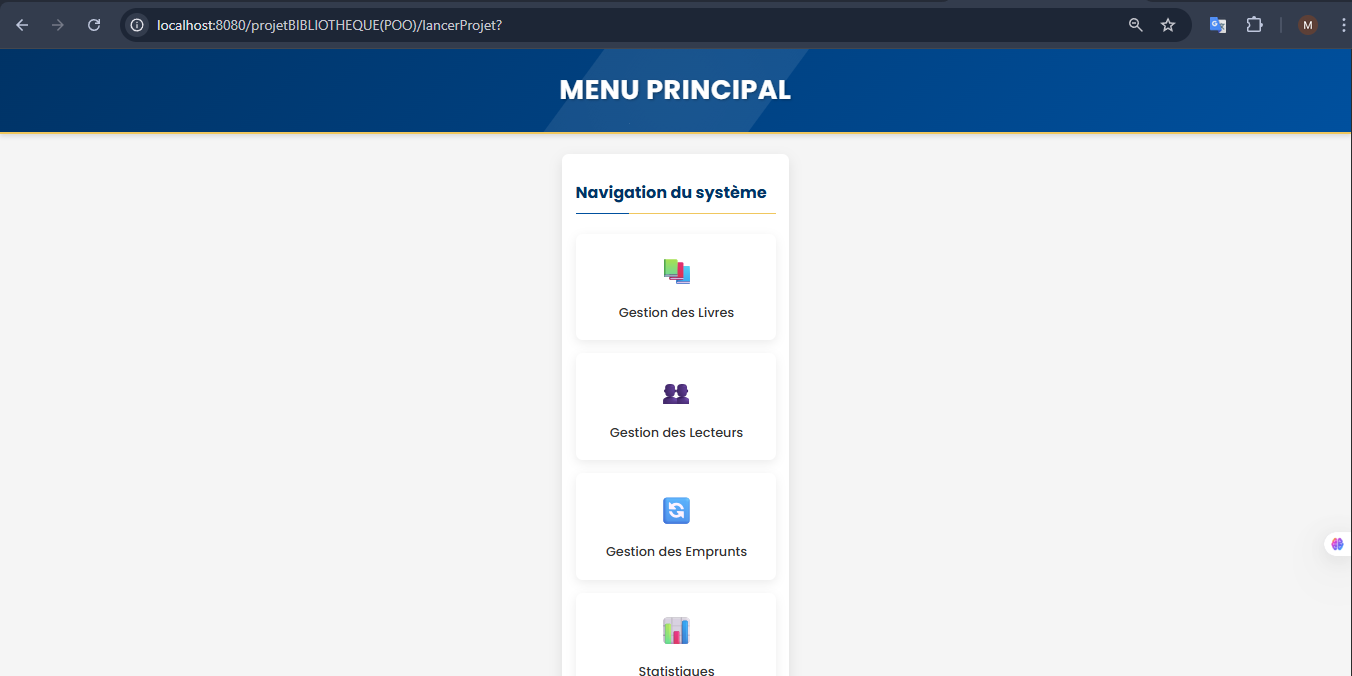 localhost:8080/projetBIBLIOTHEQUE(POO)/lancerProjet?
M
MENU PRINCIPAL
Navigation du système
Gestion des Livres
Gestion des Lecteurs
Gestion des Emprunts
Statistiques